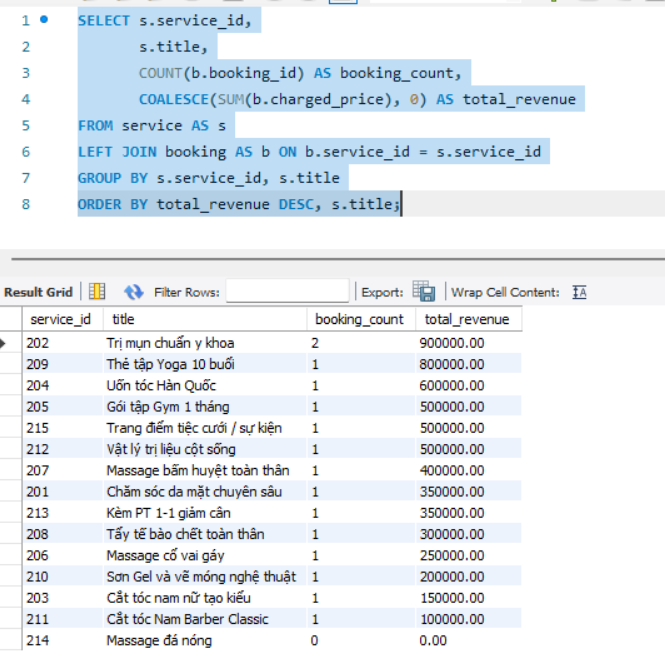 1 SELECT s.service_id,
2 s.title,
3 COUNT(b.booking_id) AS booking_count,
4 COALESCE(SUM(b.charged_price), 0) AS total_revenue
5 FROM service AS s
6 LEFT JOIN booking AS b ON b.service_id = s.service_id
7 GROUP BY s.service_id, s.title
8 ORDER BY total_revenue DESC, s.title;
Result Grid Filter Rows: Export: Wrap Cell Content:
service_id title booking_count total_revenue
202 Trị mụn chuẩn y khoa 2 900000.00
209 Thẻ tập Yoga 10 buổi 1 800000.00
204 Uốn tóc Hàn Quốc 1 600000.00
205 Gói tập Gym 1 tháng 1 500000.00
215 Trang điểm tiệc cưới / sự kiện 1 500000.00
212 Vật lý trị liệu cột sống 1 500000.00
207 Massage bấm huyệt toàn thân 1 400000.00
201 Chăm sóc da mặt chuyên sâu 1 350000.00
213 Kèm PT 1-1 giảm cân 1 350000.00
208 Tẩy tế bào chết toàn thân 1 300000.00
206 Massage cổ vai gáy 1 250000.00
210 Sơn Gel và vẽ móng nghệ thuật 1 200000.00
203 Cắt tóc nam nữ tạo kiểu 1 150000.00
211 Cắt tóc Nam Barber Classic 1 100000.00
214 Massage đá nóng 0 0.00